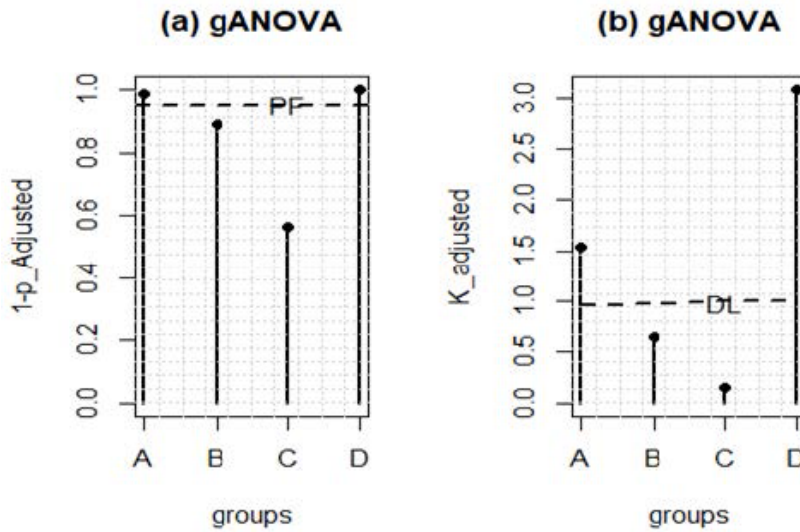 (a) gANOVA
1-p_Adjusted
1.0
0.8
0.6
0.4
0.2
0.0
PF
A B C D
groups
(b) gANOVA
K_adjusted
3.0
2.5
2.0
1.5
1.0
0.5
0.0
DL
A B C D
groups